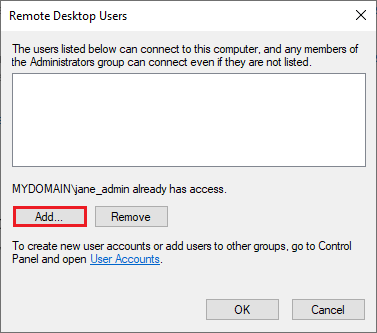 Remote Desktop Users
The users listed below can connect to this computer, and any members of
the Administrators group can connect even if they are not listed.
MYDOMAIN\jane_admin already has access.
Add... Remove
To create new user accounts or add users to other groups, go to Control
Panel and open User Accounts.
OK Cancel